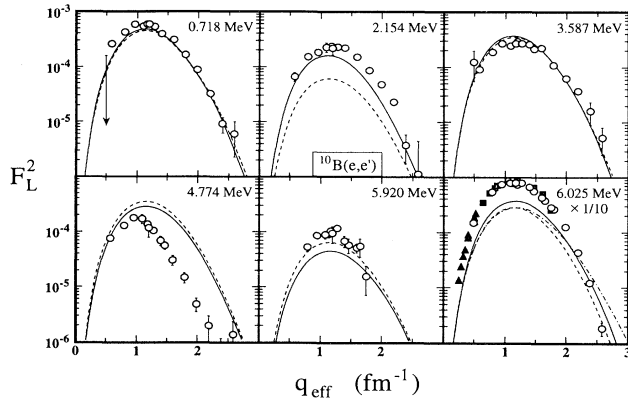 10⁻³
0.718 MeV
2.154 MeV
3.587 MeV
10⁻⁴
10⁻⁵
¹⁰B(e,e')
F_L²
4.774 MeV
5.920 MeV
6.025 MeV
× 1/10
10⁻⁴
10⁻⁵
10⁻⁶
0 1 2 1 2 1 2 3
q_eff (fm⁻¹)